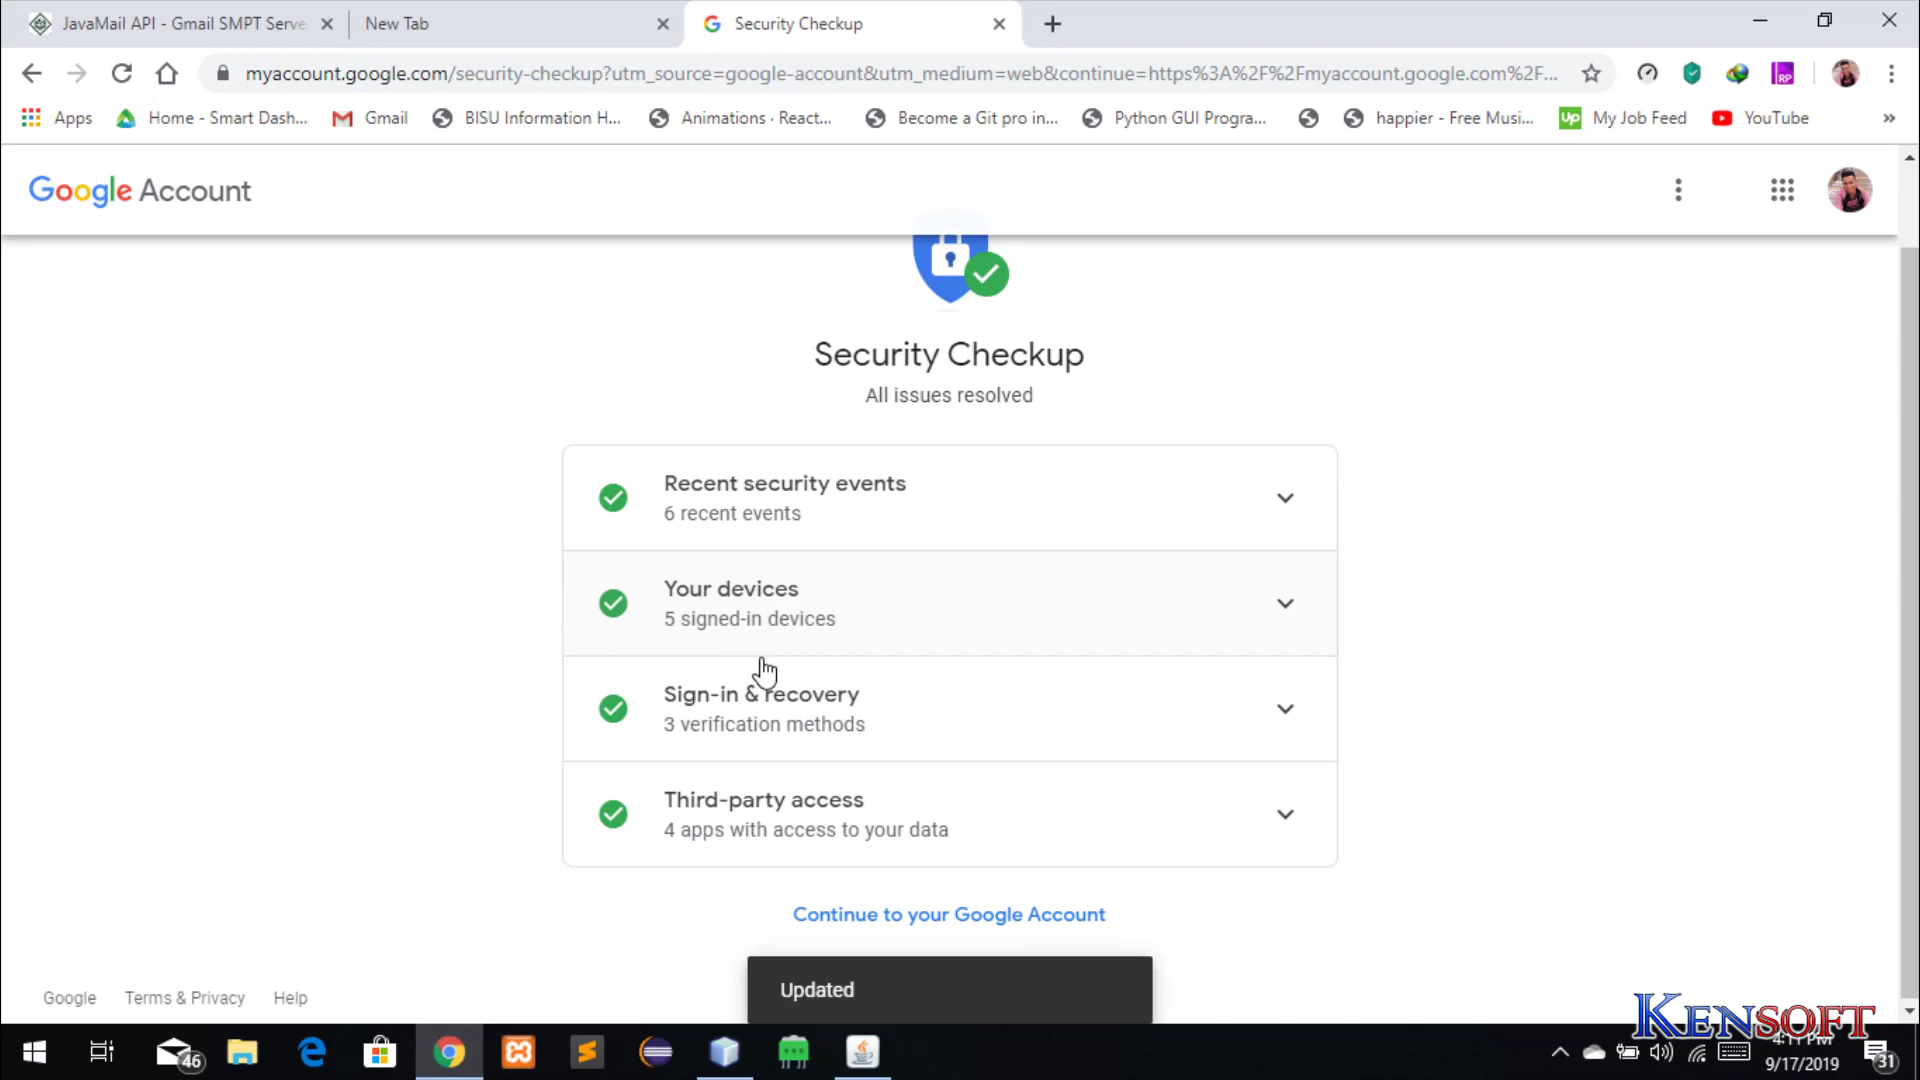 JavaMail API - Gmail SMPT Serve
New Tab
Security Checkup
myaccount.google.com/security-checkup?utm_source=google-account&utm_medium=web&continue=https%3A%2F%2Fmyaccount.google.com%2F...
Apps
Home - Smart Dash...
Gmail
BISU Information H...
Animations · React...
Become a Git pro in...
Python GUI Progra...
happier - Free Musi...
Up
My Job Feed
YouTube
»
RP
Google Account
Security Checkup
All issues resolved
Recent security events
6 recent events
Your devices
5 signed-in devices
Sign-in & recovery
3 verification methods
Third-party access
4 apps with access to your data
Continue to your Google Account
Updated
Google
Terms & Privacy
Help
KENSOFT
46
4:11 PM
9/17/2019
31